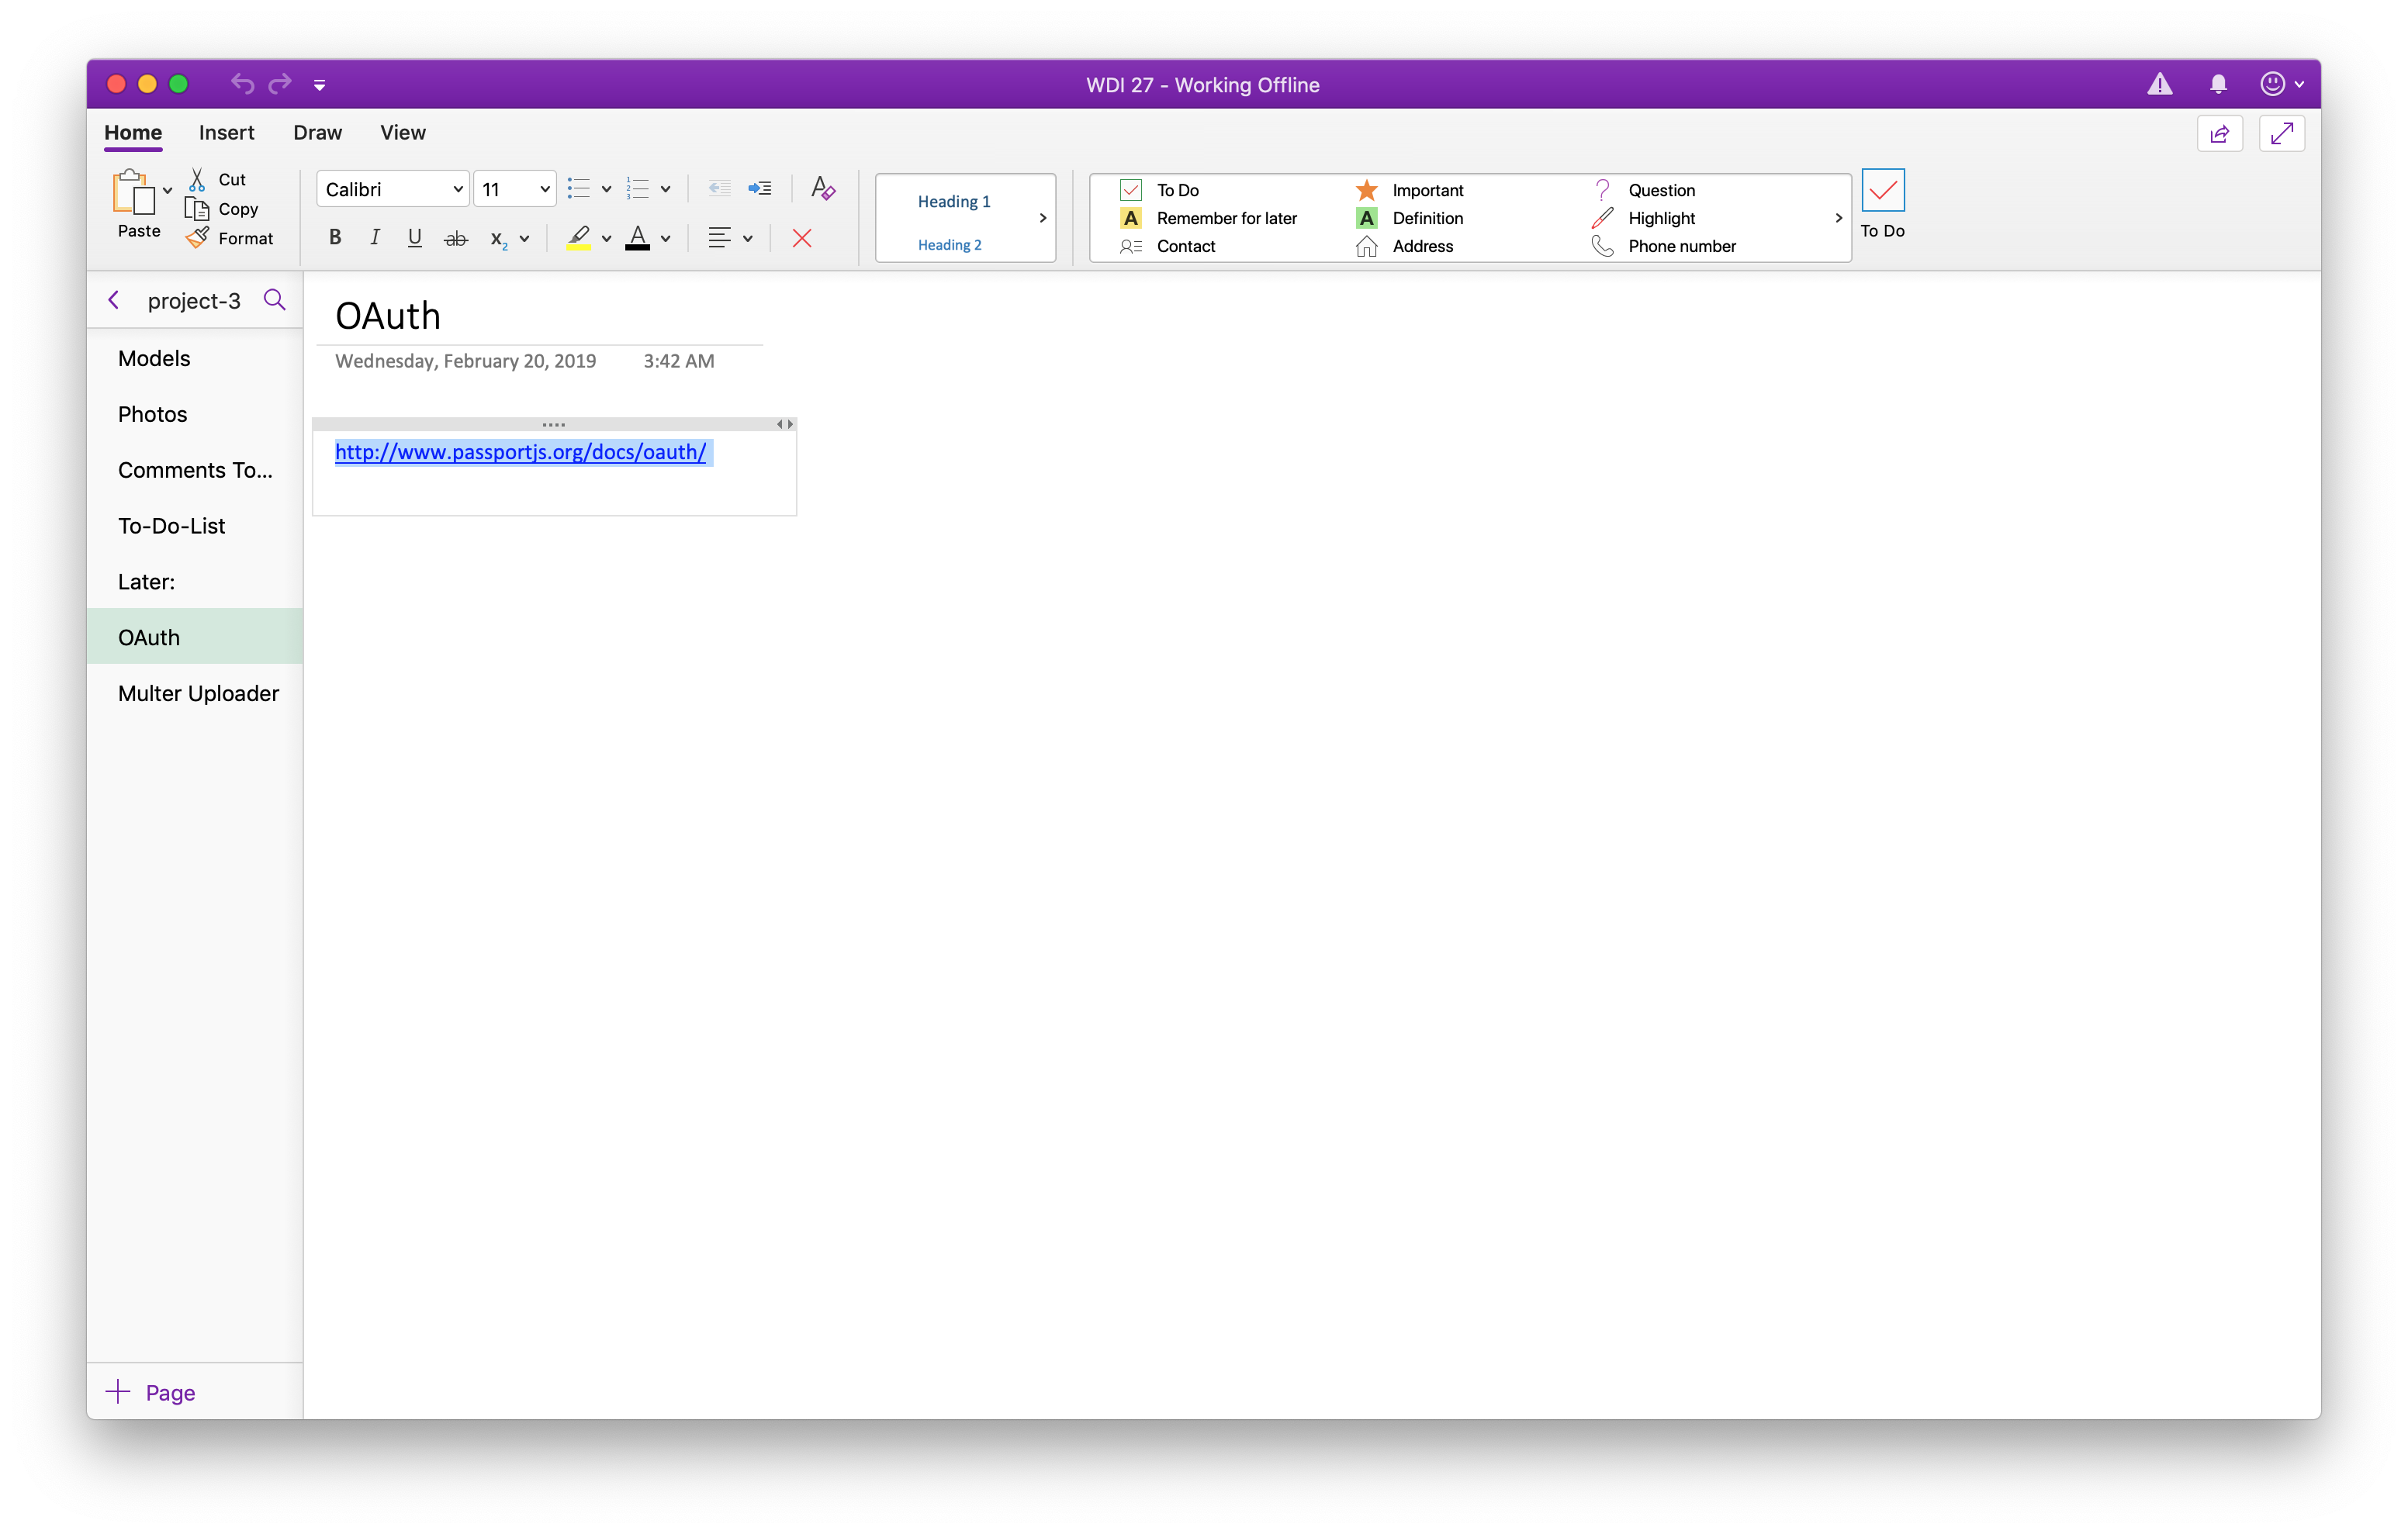 WDI 27 - Working Offline
Home Insert Draw View
Paste
Cut
Copy
Format
Calibri 11
B I U ab x2 A
Heading 1
Heading 2
To Do Important Question
A Remember for later A Definition Highlight
Contact Address Phone number
To Do
project-3
Models
Photos
Comments To...
To-Do-List
Later:
OAuth
Multer Uploader
Page
OAuth
Wednesday, February 20, 2019 3:42 AM
http://www.passportjs.org/docs/oauth/